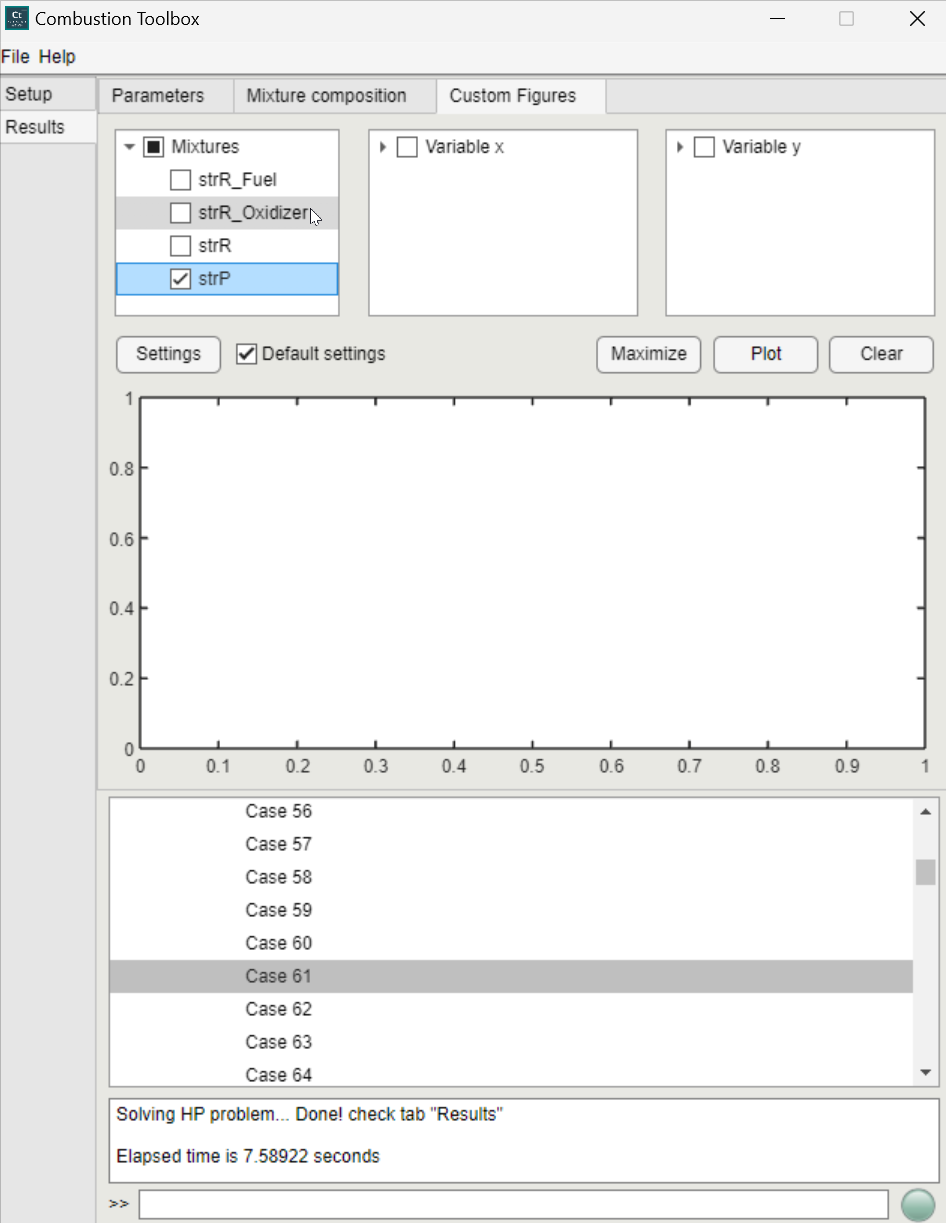 Ct Combustion Toolbox
File Help
Setup
Results
Parameters Mixture composition Custom Figures
Mixtures
strR_Fuel
strR_Oxidizer
strR
strP
Variable x
Variable y
Settings Default settings Maximize Plot Clear
1
0.8
0.6
0.4
0.2
0
0 0.1 0.2 0.3 0.4 0.5 0.6 0.7 0.8 0.9 1
Case 56
Case 57
Case 58
Case 59
Case 60
Case 61
Case 62
Case 63
Case 64
Solving HP problem... Done! check tab "Results"
Elapsed time is 7.58922 seconds
>>